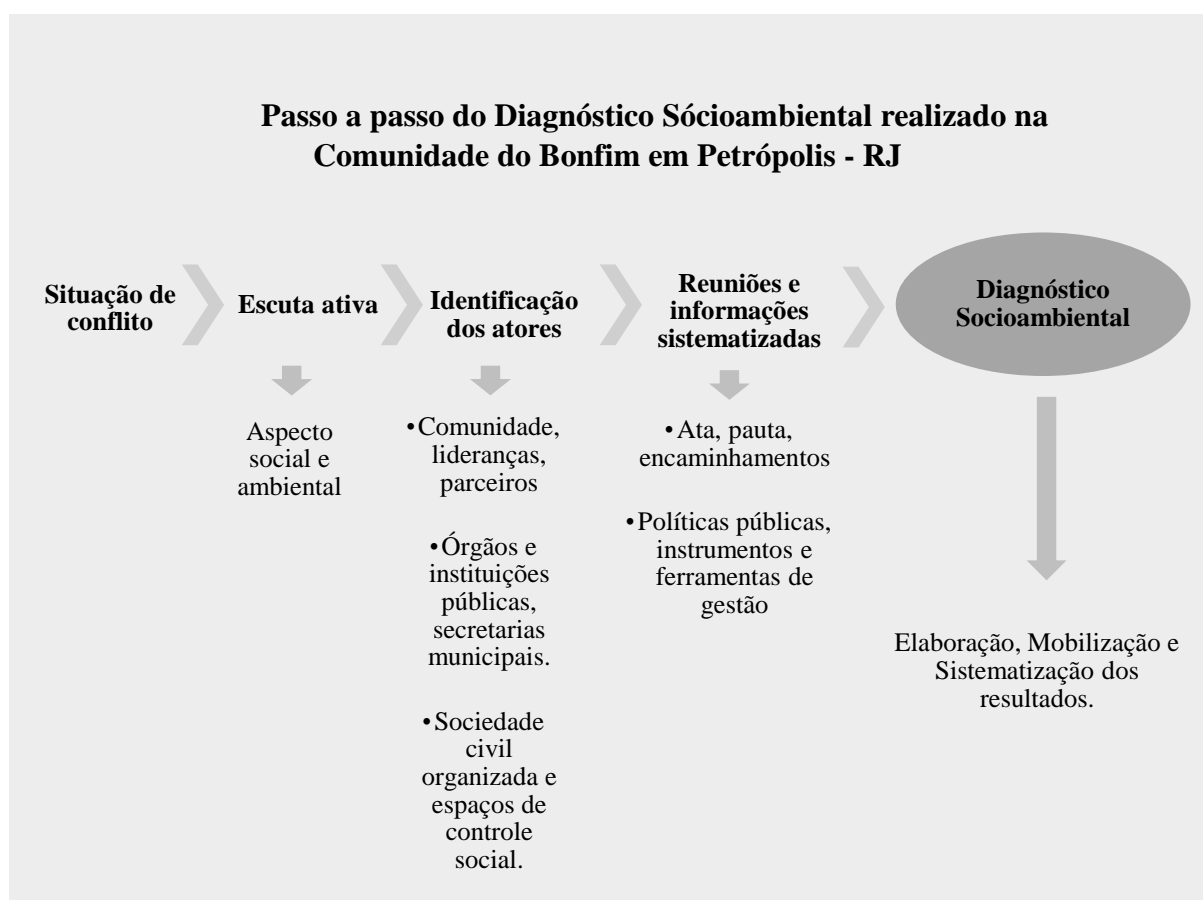 Passo a passo do Diagnóstico Sócioambiental realizado na
Comunidade do Bonfim em Petrópolis - RJ
Situação de
conflito
Escuta ativa
Identificação
dos atores
Reuniões e
informações
sistematizadas
Diagnóstico
Socioambiental
Aspecto
social e
ambiental
•Comunidade,
lideranças,
parceiros
•Órgãos e
instituições
públicas,
secretarias
municipais.
•Sociedade
civil
organizada e
espaços de
controle
social.
•Ata, pauta,
encaminhamentos
•Políticas públicas,
instrumentos e
ferramentas de
gestão
Elaboração, Mobilização e
Sistematização dos
resultados.